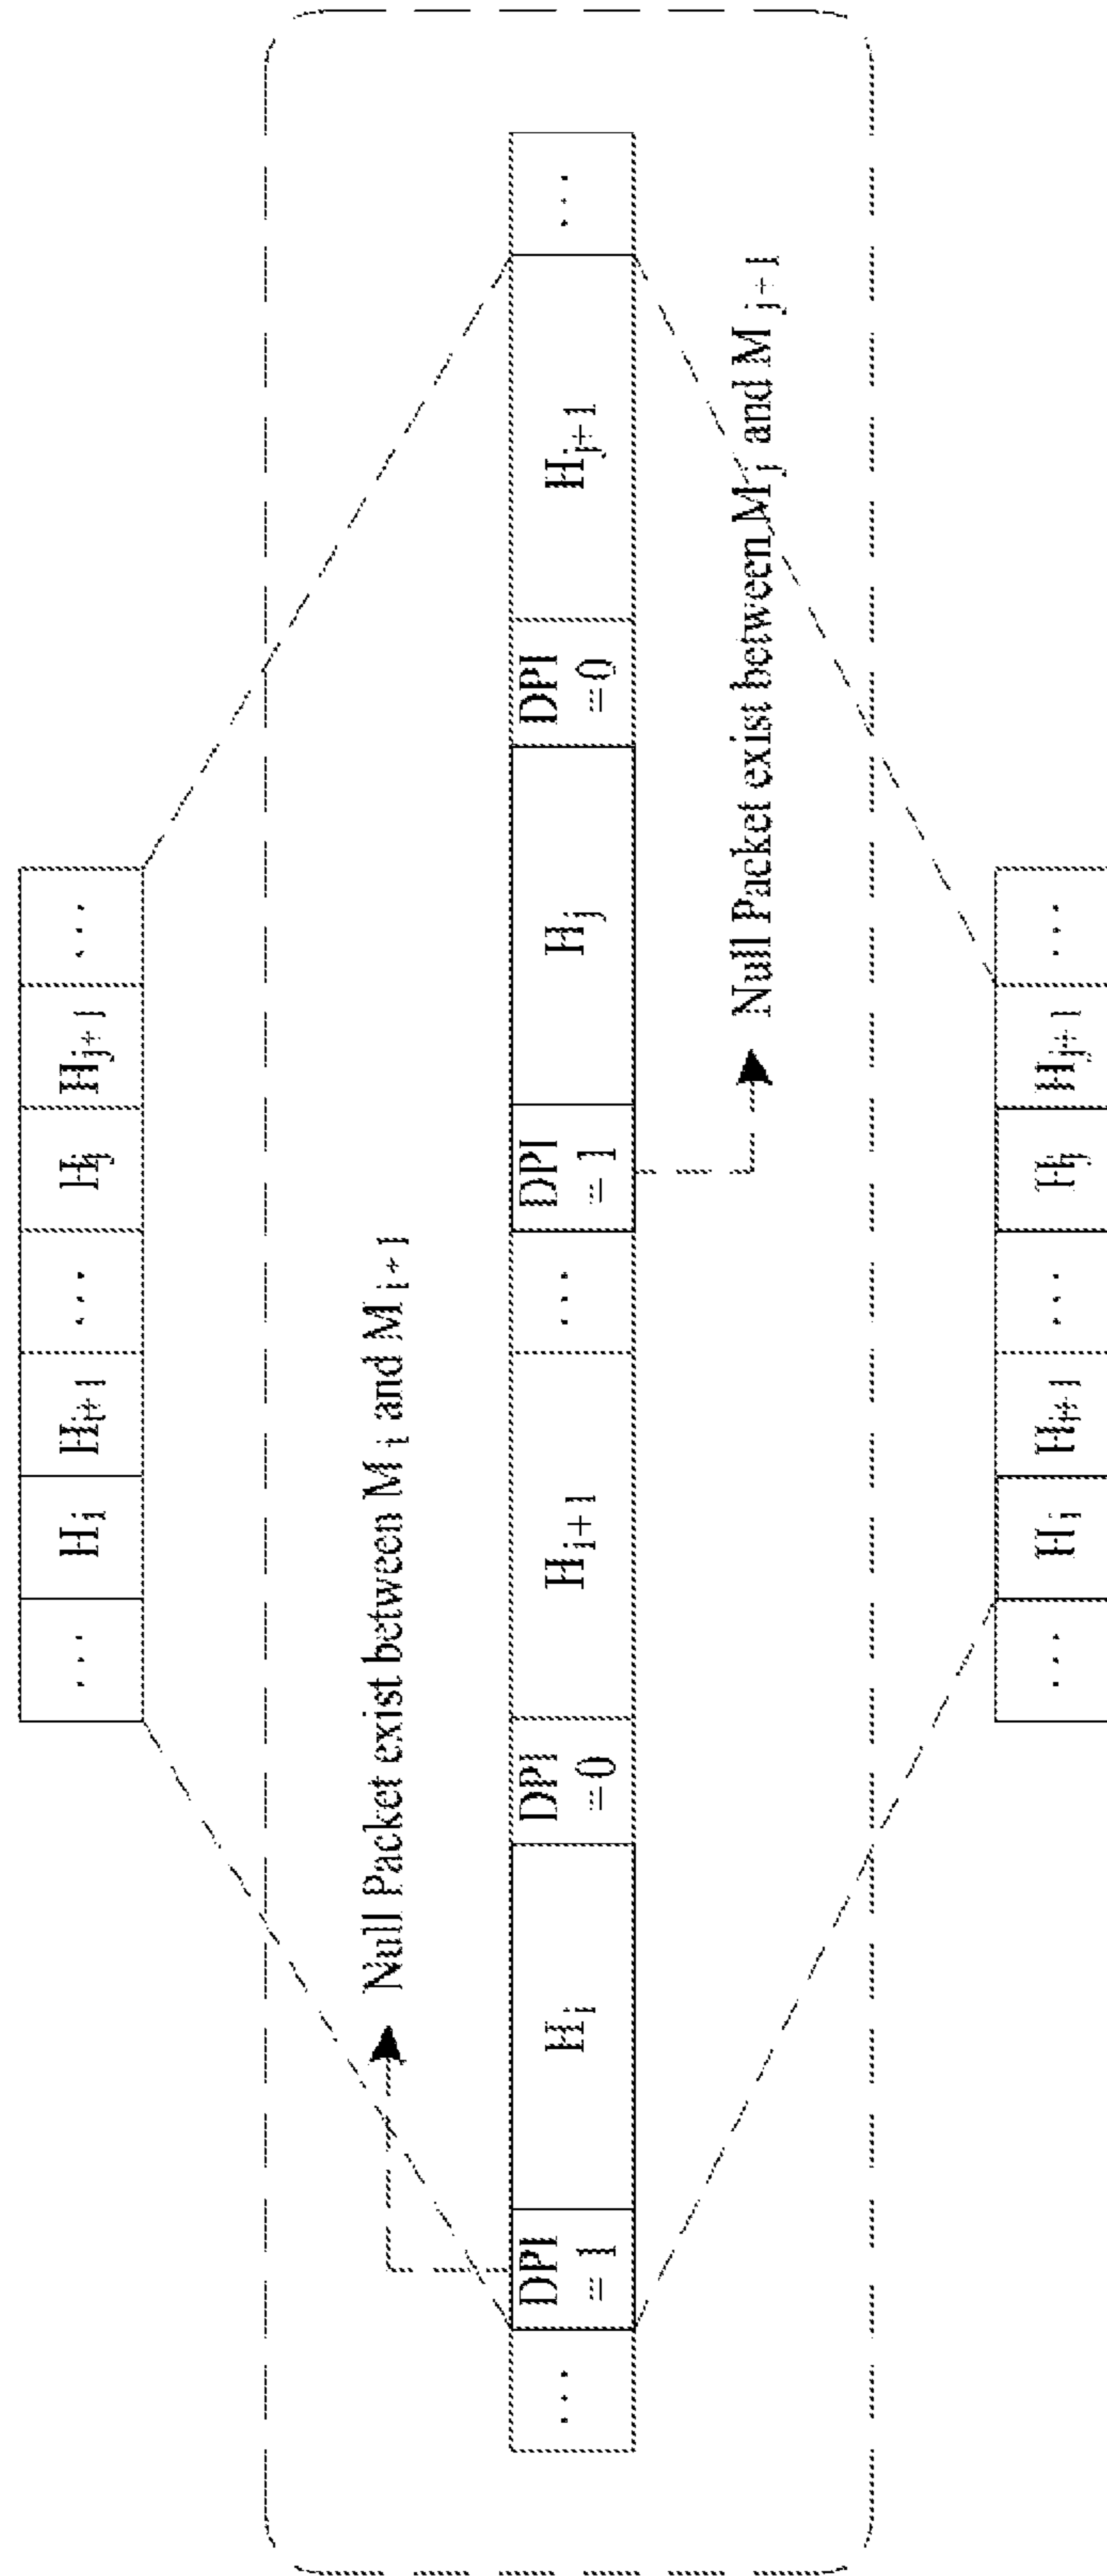 ... H_i H_{i+1} ... H_j H_{j+1} ...
Null Packet exist between M_i and M_{i+1}
... DPI =1 H_i DPI =0 H_{i+1} ... DPI =1 H_j DPI =0 H_{j+1} ...
Null Packet exist between M_j and M_{j+1}
... H_i H_{i+1} ... H_j H_{j+1} ...